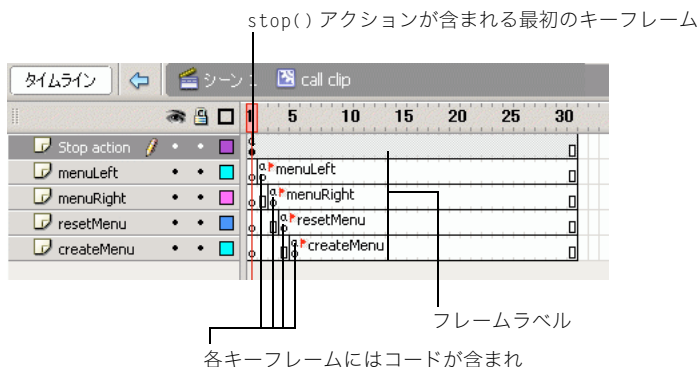 stop() アクションが含まれる最初のキーフレーム
タイムライン シーン 1 call clip
1 5 10 15 20 25 30
Stop action
menuLeft a menuLeft
menuRight a menuRight
resetMenu a resetMenu
createMenu a createMenu
フレームラベル
各キーフレームにはコードが含まれ